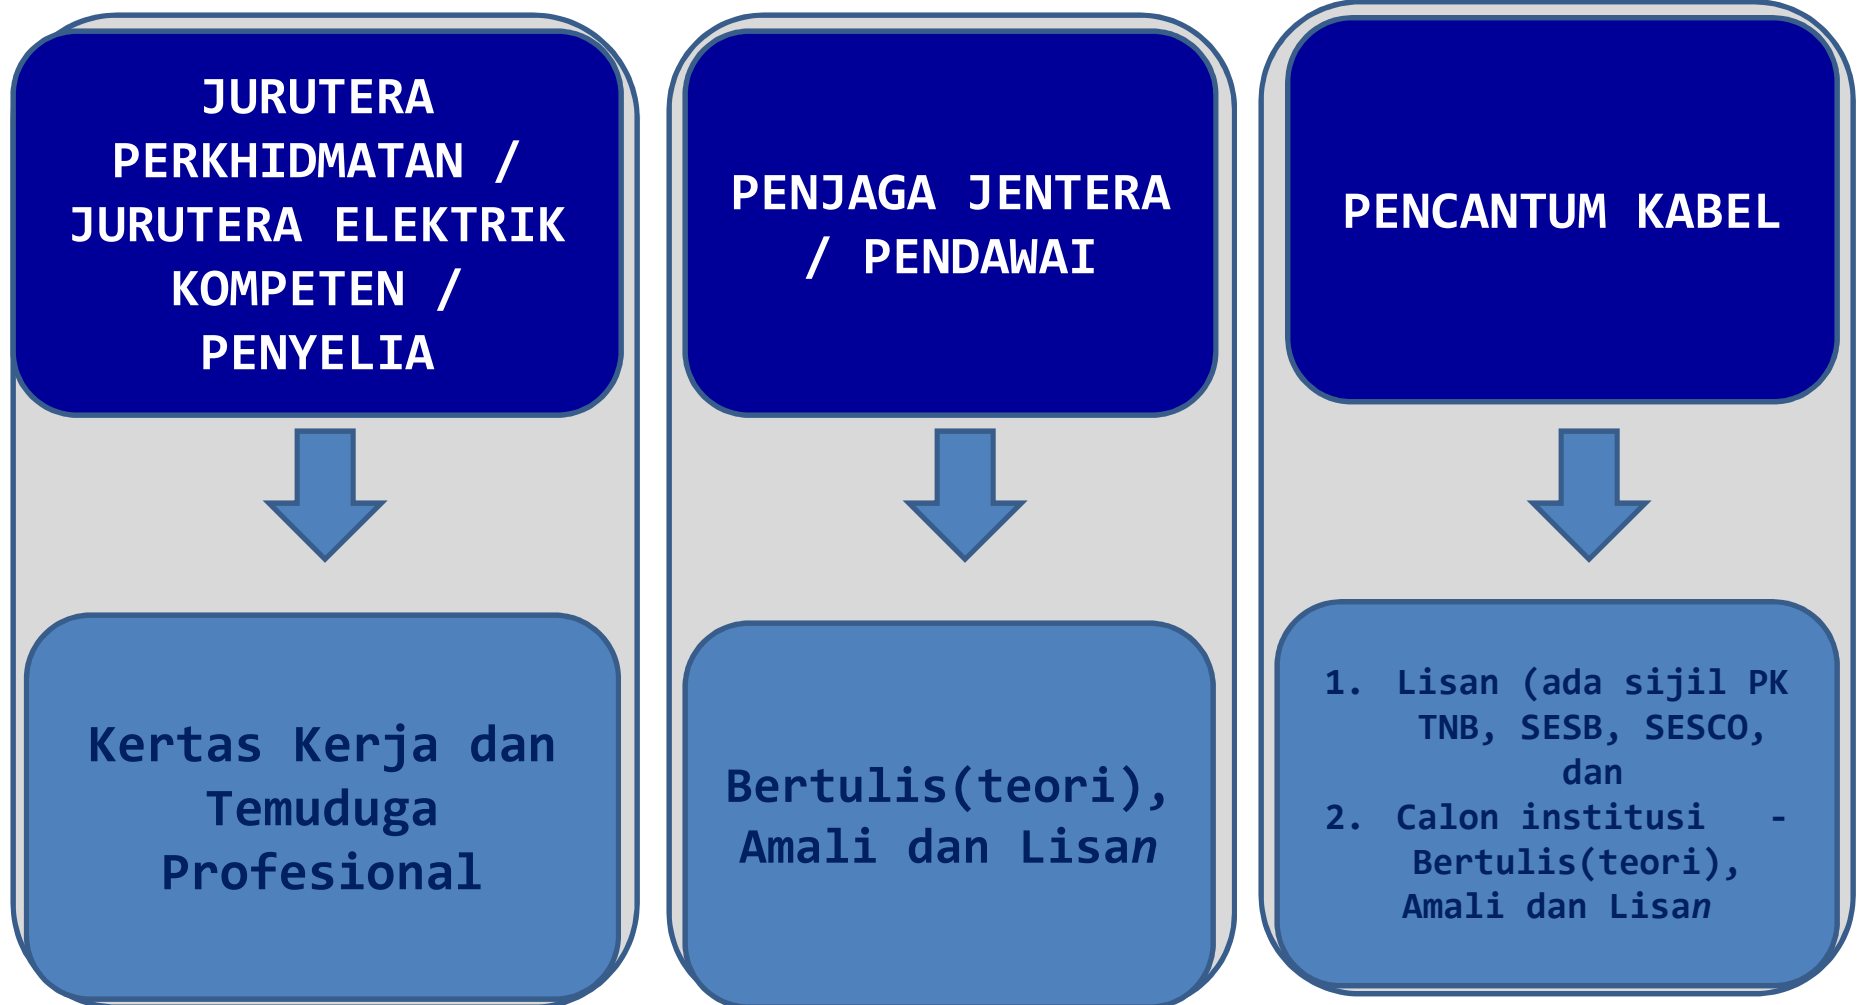 JURUTERA
PERKHIDMATAN /
JURUTERA ELEKTRIK
KOMPETEN /
PENYELIA
Kertas Kerja dan
Temuduga
Profesional
PENJAGA JENTERA
/ PENDAWAI
Bertulis(teori),
Amali dan Lisan
PENCANTUM KABEL
1. Lisan (ada sijil PK
TNB, SESB, SESCO,
dan
2. Calon institusi -
Bertulis(teori),
Amali dan Lisan